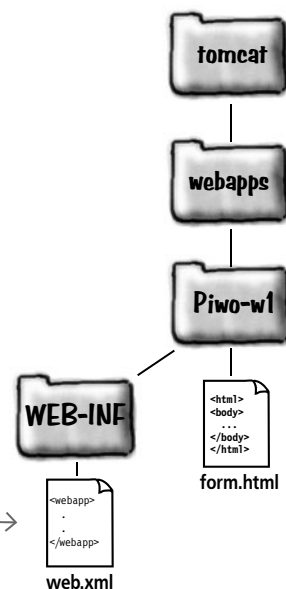 tomcat
webapps
Piwo-w1
WEB-INF
<html>
<body>
...
</body>
</html>
form.html
<webapp>
.
.
</webapp>
web.xml